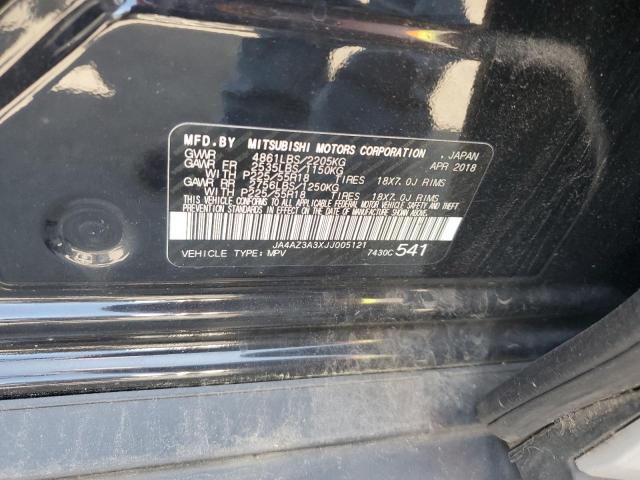 MFD.BY MITSUBISHI MOTORS CORPORATION , JAPAN
GVWR 4861LBS/2205KG APR 2018
GAWR FR 2535LBS/1150KG
WITH P225/55R18 TIRES 18X7.0J RIMS
GAWR RR 2756LBS/1250KG
WITH P225/55R18 TIRES 18X7.0J RIMS
THIS VEHICLE CONFORMS TO ALL APPLICABLE FEDERAL MOTOR VEHICLE SAFETY, BUMPER, AND THEFT
PREVENTION STANDARDS IN EFFECT ON THE DATE OF MANUFACTURE SHOWN ABOVE.
JA4AZ3A3XJJ005121
VEHICLE TYPE: MPV 7430C 541